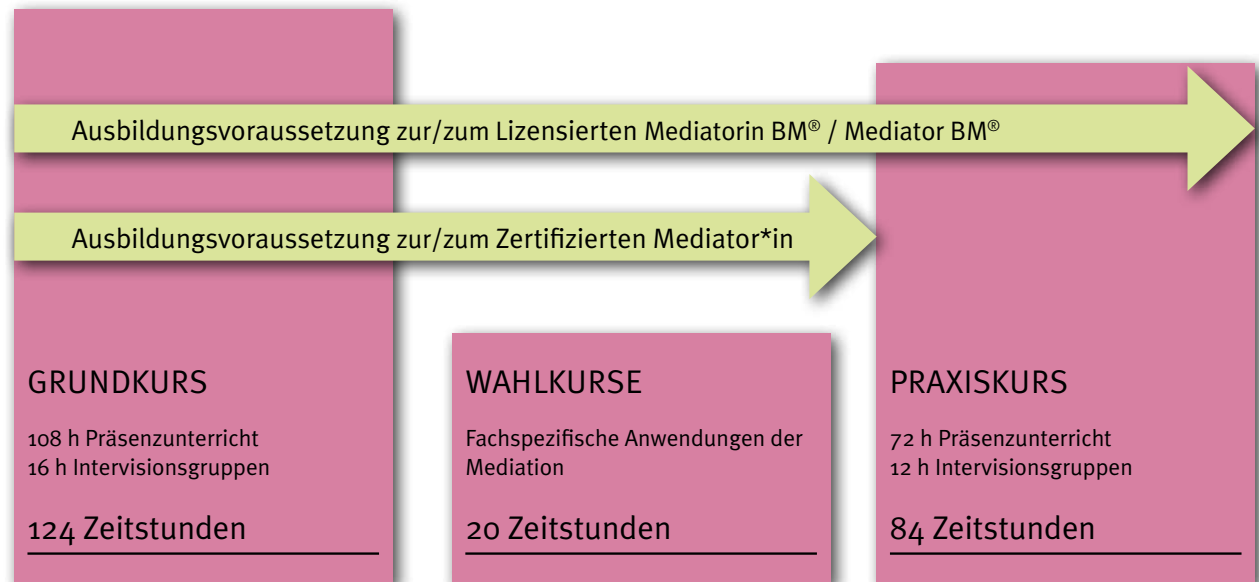 Ausbildungsvoraussetzung zur/zum Lizensierten Mediatorin BM® / Mediator BM®
Ausbildungsvoraussetzung zur/zum Zertifizierten Mediator*in
GRUNDKURS
108 h Präsenzunterricht
16 h Intervisionsgruppen
124 Zeitstunden
WAHLKURSE
Fachspezifische Anwendungen der
Mediation
20 Zeitstunden
PRAXISKURS
72 h Präsenzunterricht
12 h Intervisionsgruppen
84 Zeitstunden